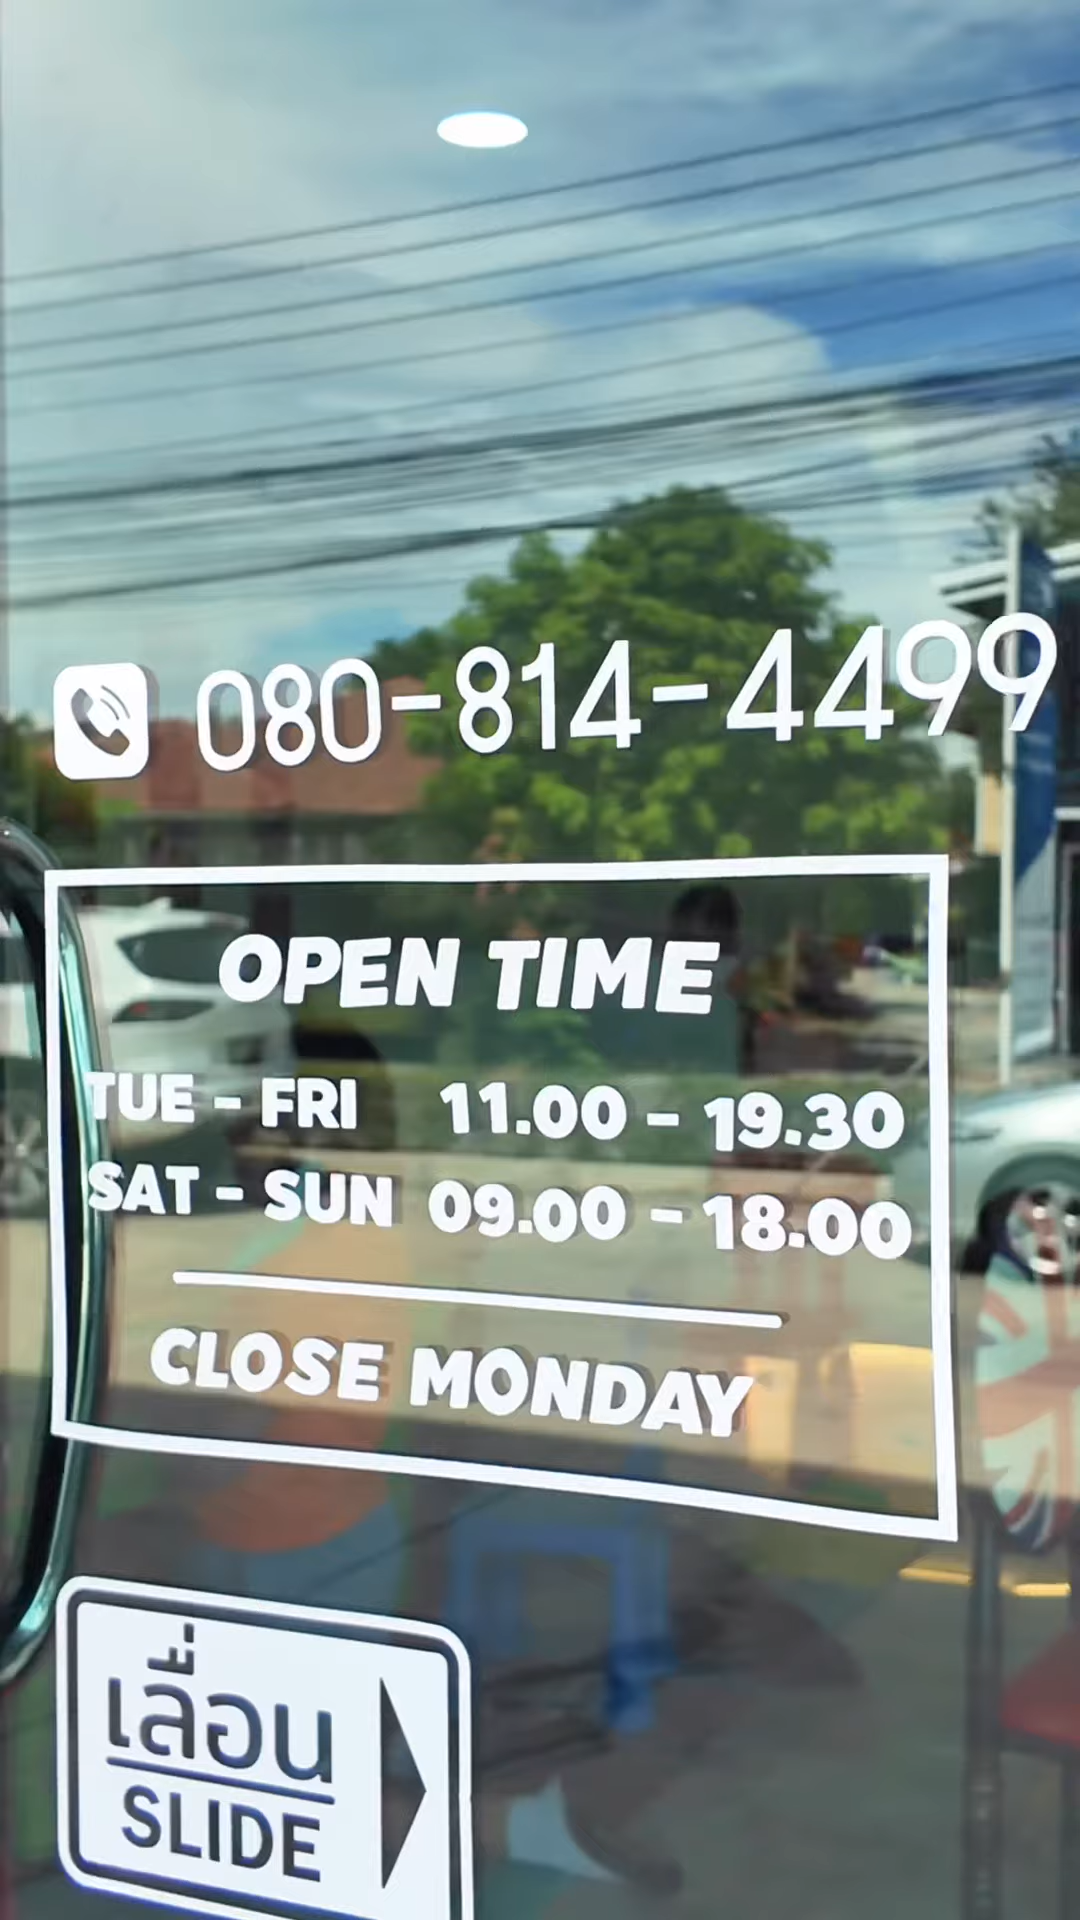 080-814-4499
OPEN TIME
TUE - FRI 11.00 - 19.30
SAT - SUN 09.00 - 18.00
CLOSE MONDAY
เลื่อน
SLIDE